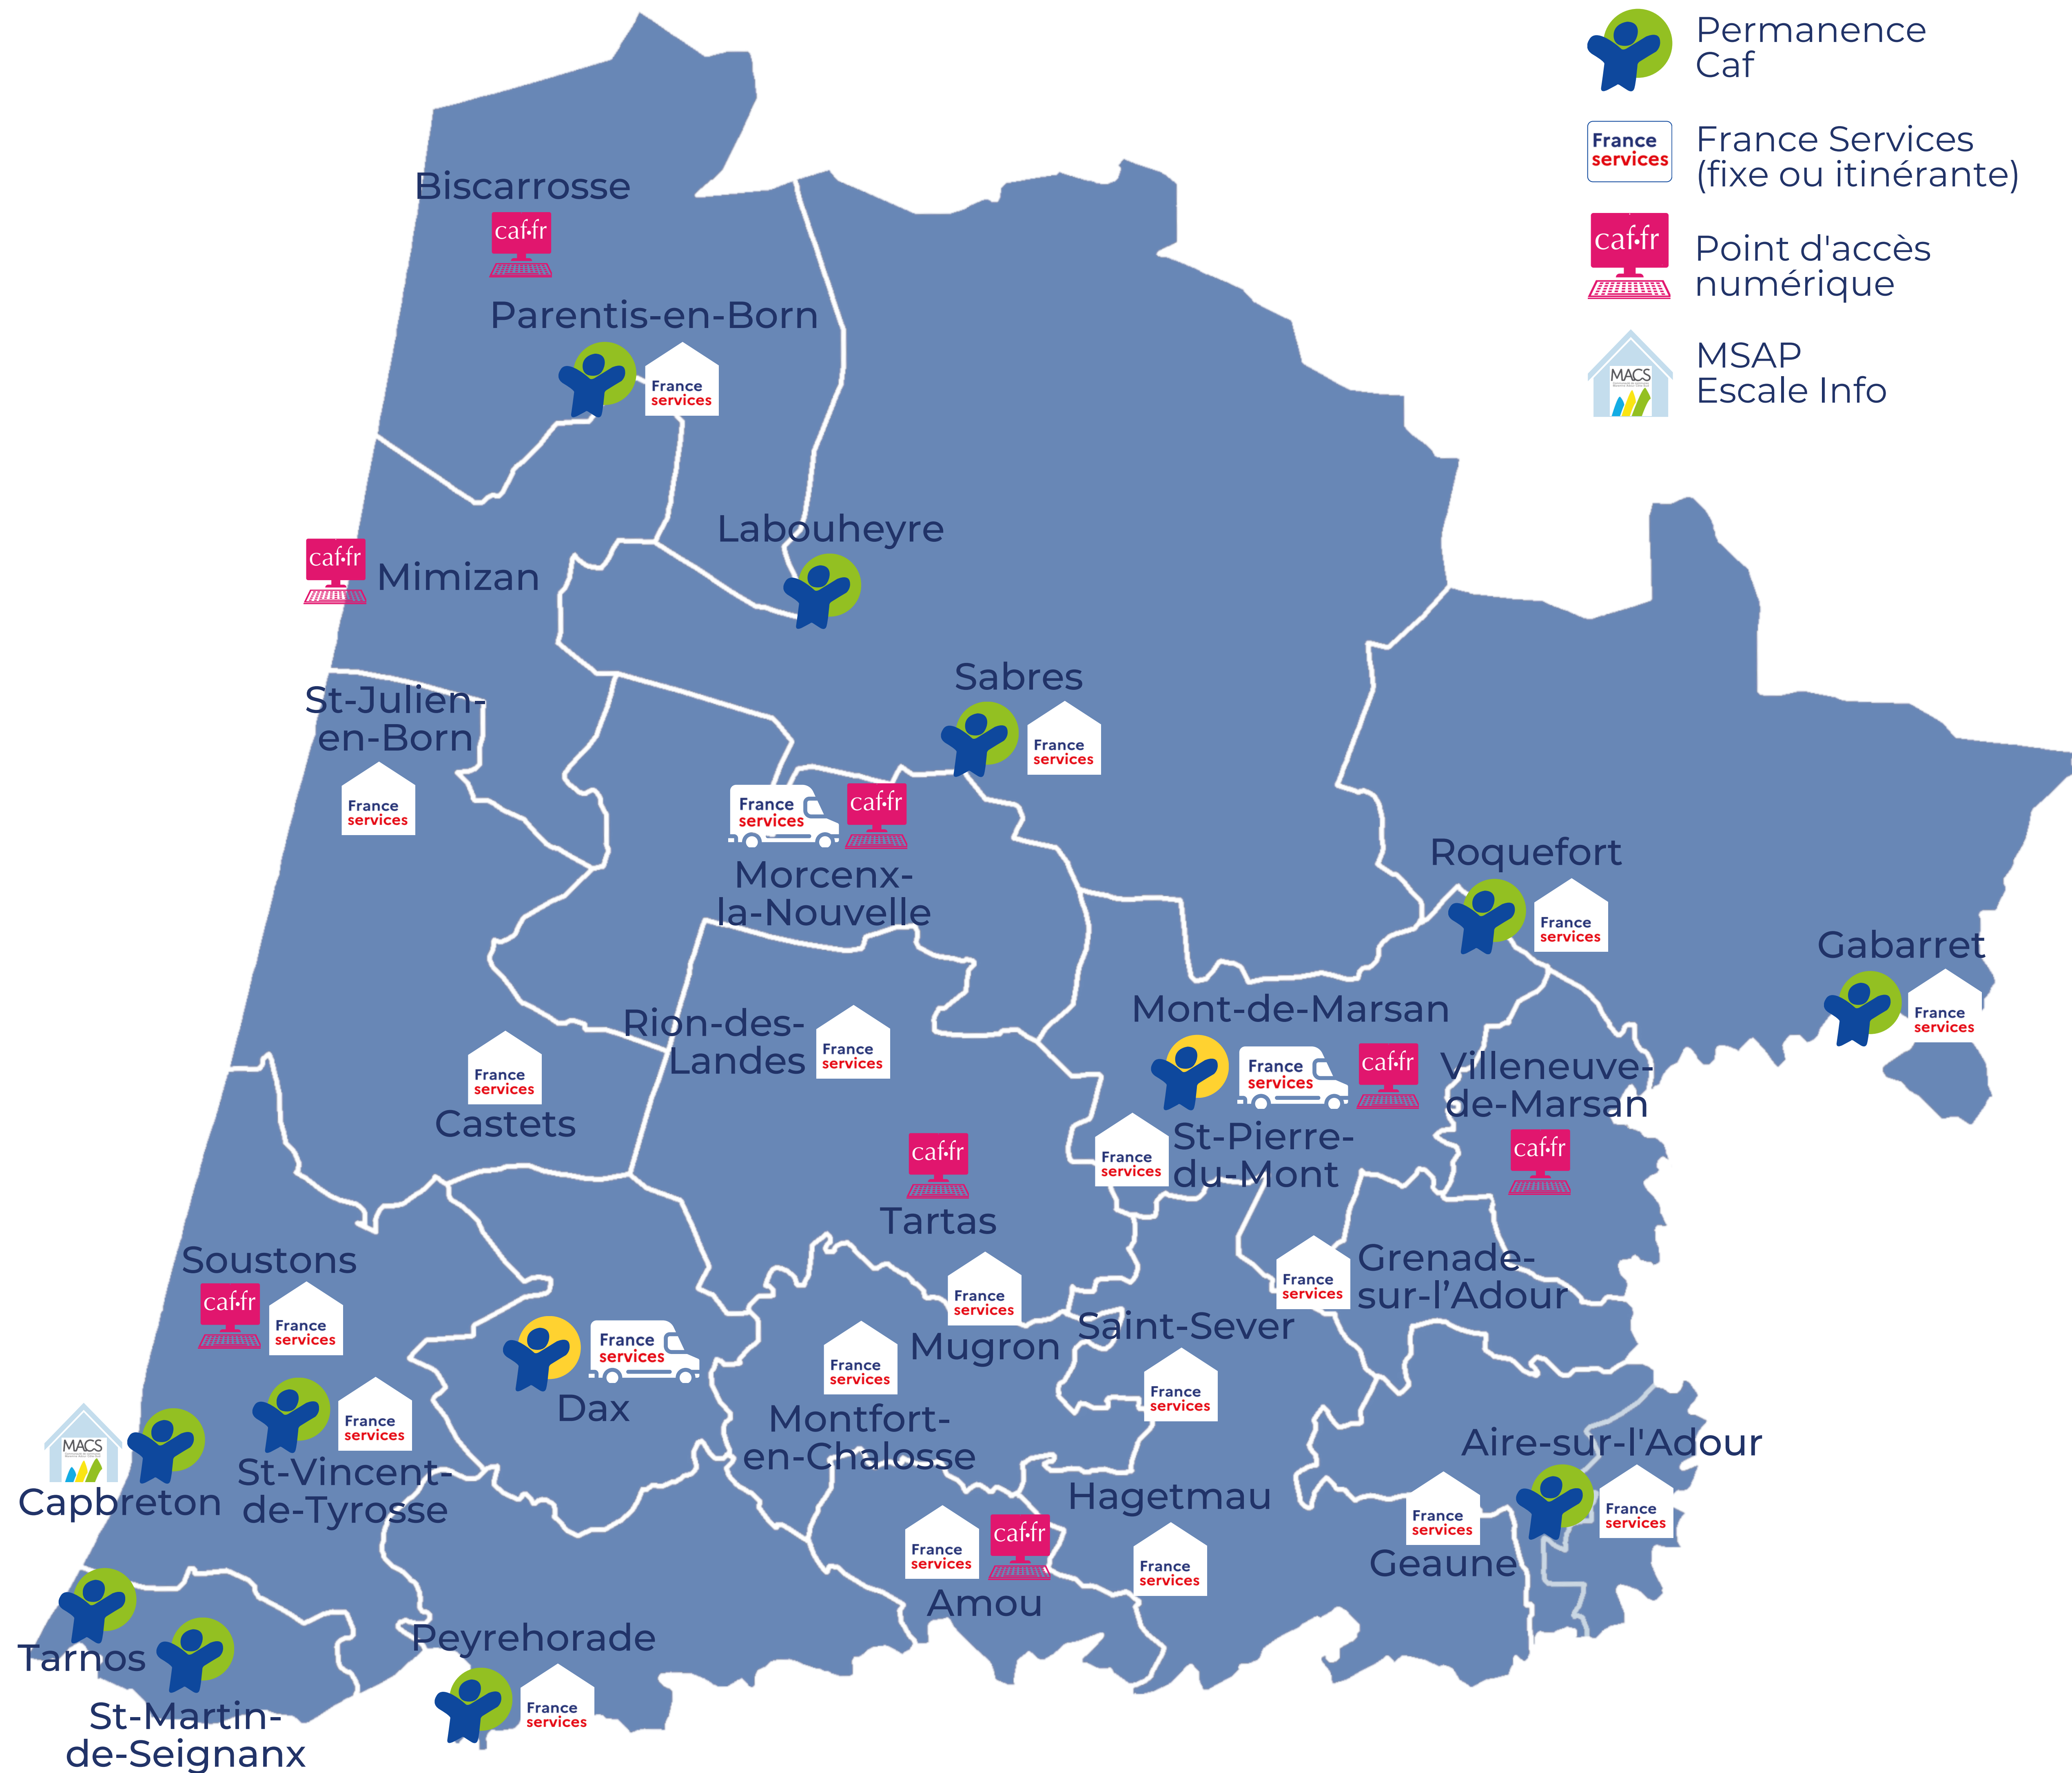 Permanence
Caf
France
services
France Services
(fixe ou itinérante)
caf.fr
Point d'accès
numérique
MACS
MSAP
Escale Info
Biscarrosse
caf.fr
Parentis-en-Born
France
services
Labouheyre
caf.fr
Mimizan
Sabres
France
services
St-Julien-
en-Born
France
services
France
services
caf.fr
Morcenx-
la-Nouvelle
Roquefort
France
services
Gabarret
France
services
Rion-des-
Landes
France
services
Mont-de-Marsan
France
services
caf.fr
Villeneuve-
de-Marsan
caf.fr
France
services
Castets
France
services
St-Pierre-
du-Mont
caf.fr
Tartas
Soustons
caf.fr
France
services
France
services
Mugron
France
services
Grenade-
sur-l’Adour
Saint-Sever
France
services
France
services
Dax
France
services
Montfort-
en-Chalosse
MACS
Capbreton
France
services
St-Vincent-
de-Tyrosse
Aire-sur-l'Adour
France
services
France
services
Geaune
Hagetmau
France
services
France
services
caf.fr
Amou
Tarnos
St-Martin-
de-Seignanx
Peyrehorade
France
services